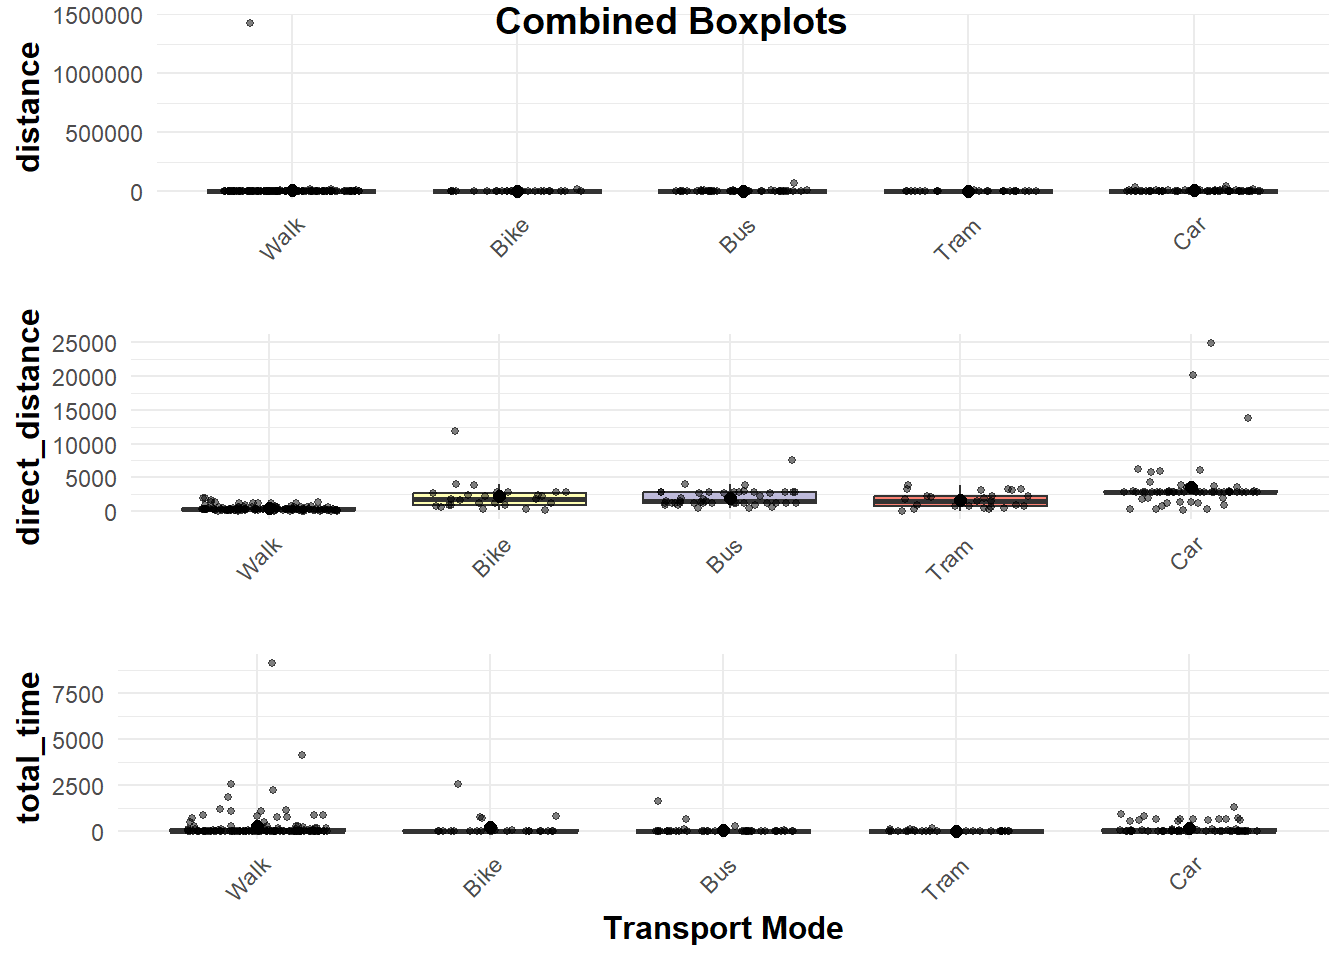 Combined Boxplots
distance
1500000
1000000
500000
0
Walk Bike Bus Tram Car
direct_distance
25000
20000
15000
10000
5000
0
Walk Bike Bus Tram Car
total_time
7500
5000
2500
0
Walk Bike Bus Tram Car
Transport Mode